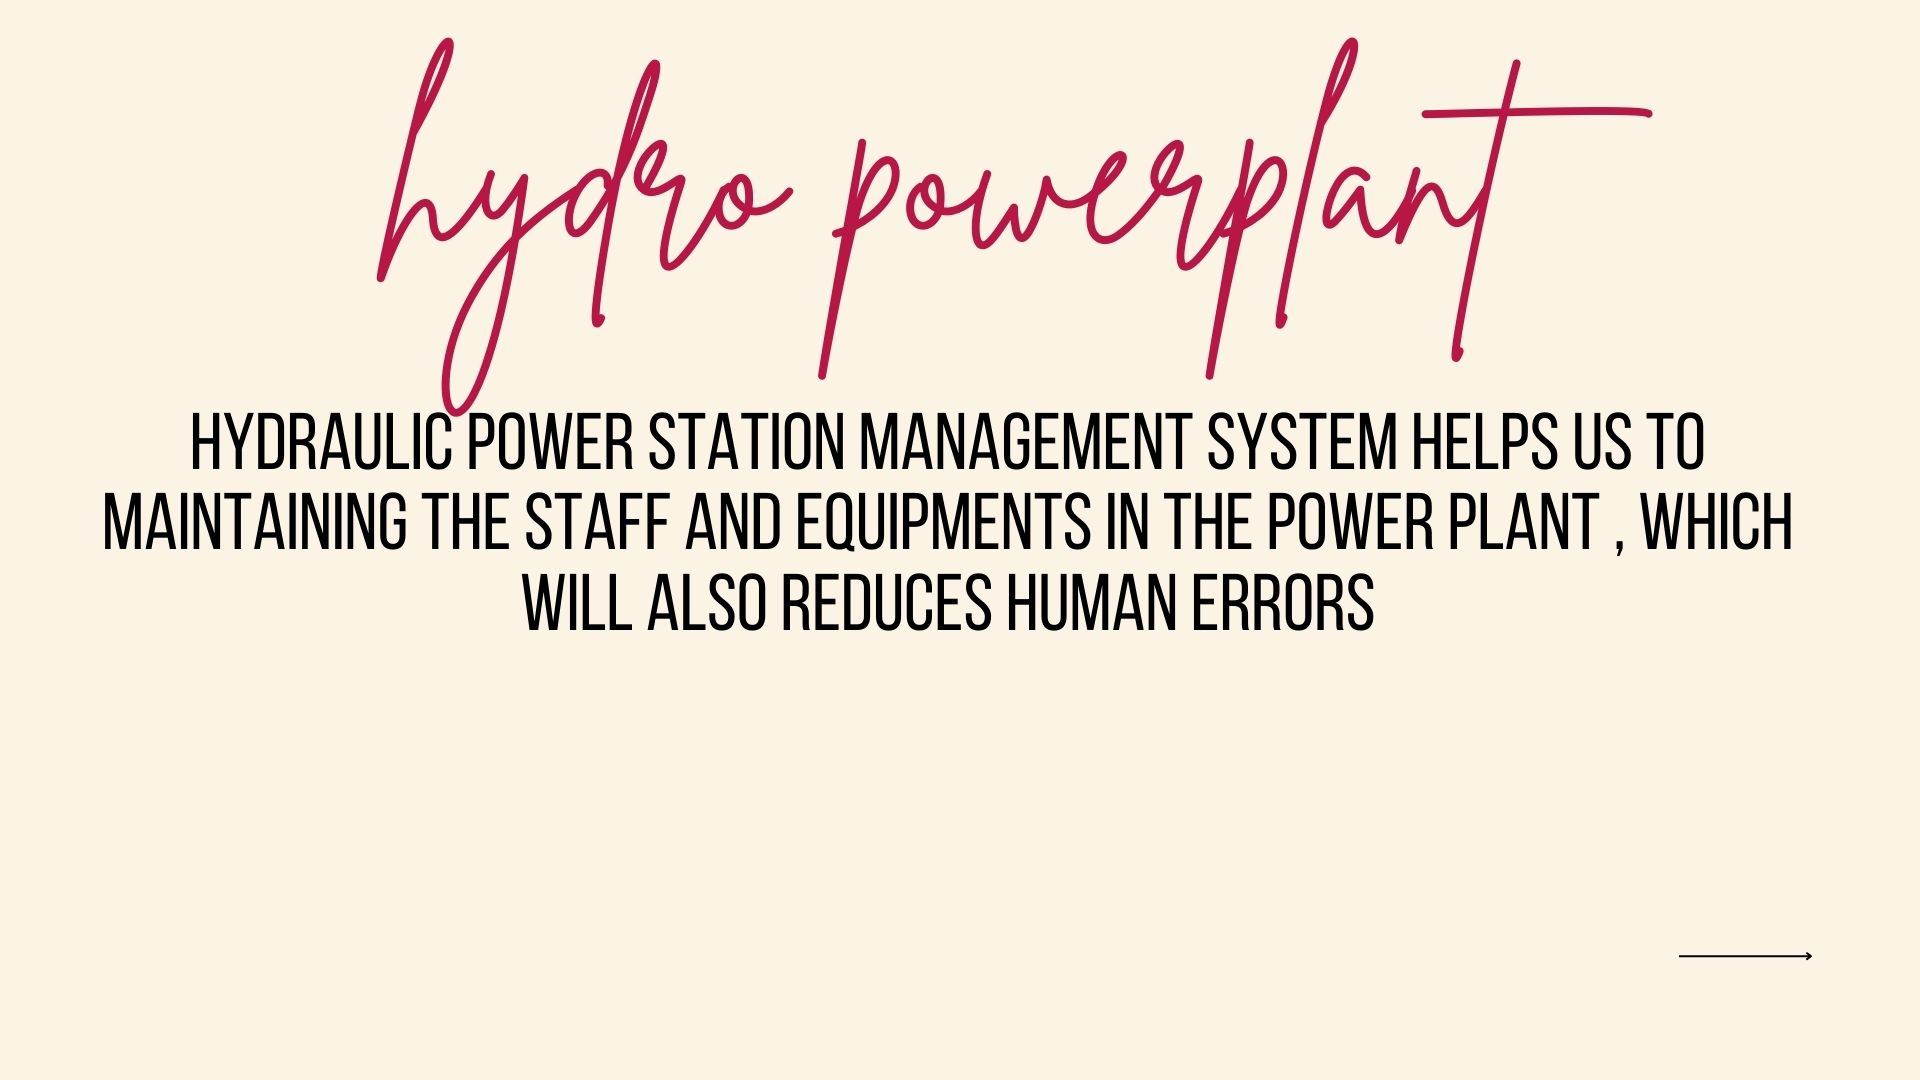 hydro powerplant
HYDRAULIC POWER STATION MANAGEMENT SYSTEM HELPS US TO
MAINTAINING THE STAFF AND EQUIPMENTS IN THE POWER PLANT , WHICH
WILL ALSO REDUCES HUMAN ERRORS